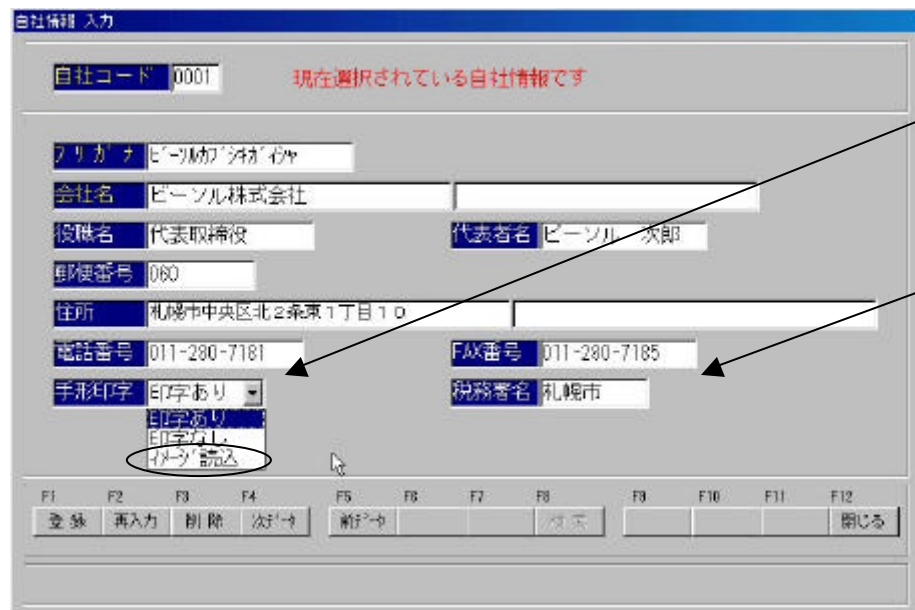 自社情報 入力
自社コード 0001 現在選択されている自社情報です
フリガナ ﾋﾞｰｿﾙｶﾌﾞｼｷｶﾞｲｼｬ
会社名 ビーソル株式会社
役職名 代表取締役 代表者名 ビーソル 次郎
郵便番号 060
住所 札幌市中央区北2条東1丁目10
電話番号 011-280-7181 FAX番号 011-280-7185
手形印字 印字あり 税務署名 札幌市
印字あり
印字なし
ｲﾒｰｼﾞ読込
F1 F2 F3 F4 F5 F6 F7 F8 F9 F10 F11 F12
登録 再入力 削除 次ﾃﾞｰﾀ 前ﾃﾞｰﾀ 閉じる